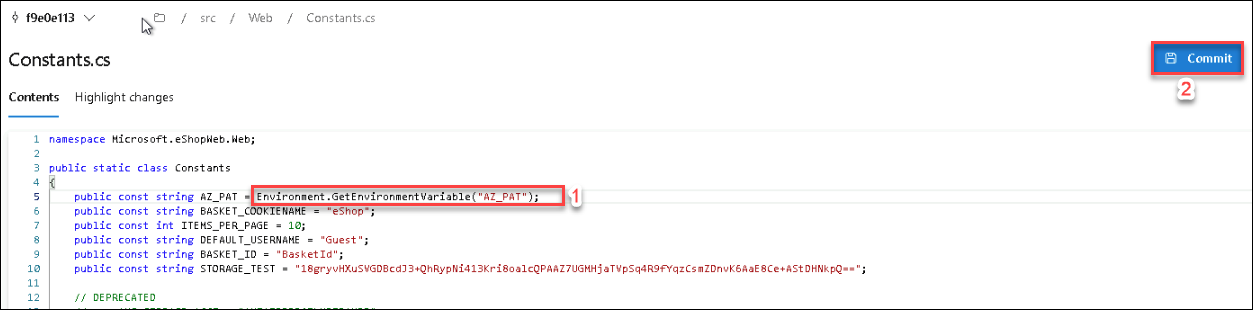 f9e0e113 / src / Web / Constants.cs
Constants.cs
Commit
2
Contents Highlight changes
1 namespace Microsoft.eShopWeb.Web;
2
3 public static class Constants
4 {
5 public const string AZ_PAT = Environment.GetEnvironmentVariable("AZ_PAT"); 1
6 public const string BASKET_COOKIENAME = "eShop";
7 public const int ITEMS_PER_PAGE = 10;
8 public const string DEFAULT_USERNAME = "Guest";
9 public const string BASKET_ID = "BasketId";
10 public const string STORAGE_TEST = "18gryvHXuSVGDBcdJ3+QhRypNi413Kri8oa1cQPAAZ7UGMHjaTVpSq4R9fYqzCsmZDnvK6AaE8Ce+AStDHNkpQ==";
11
12 // DEPRECATED